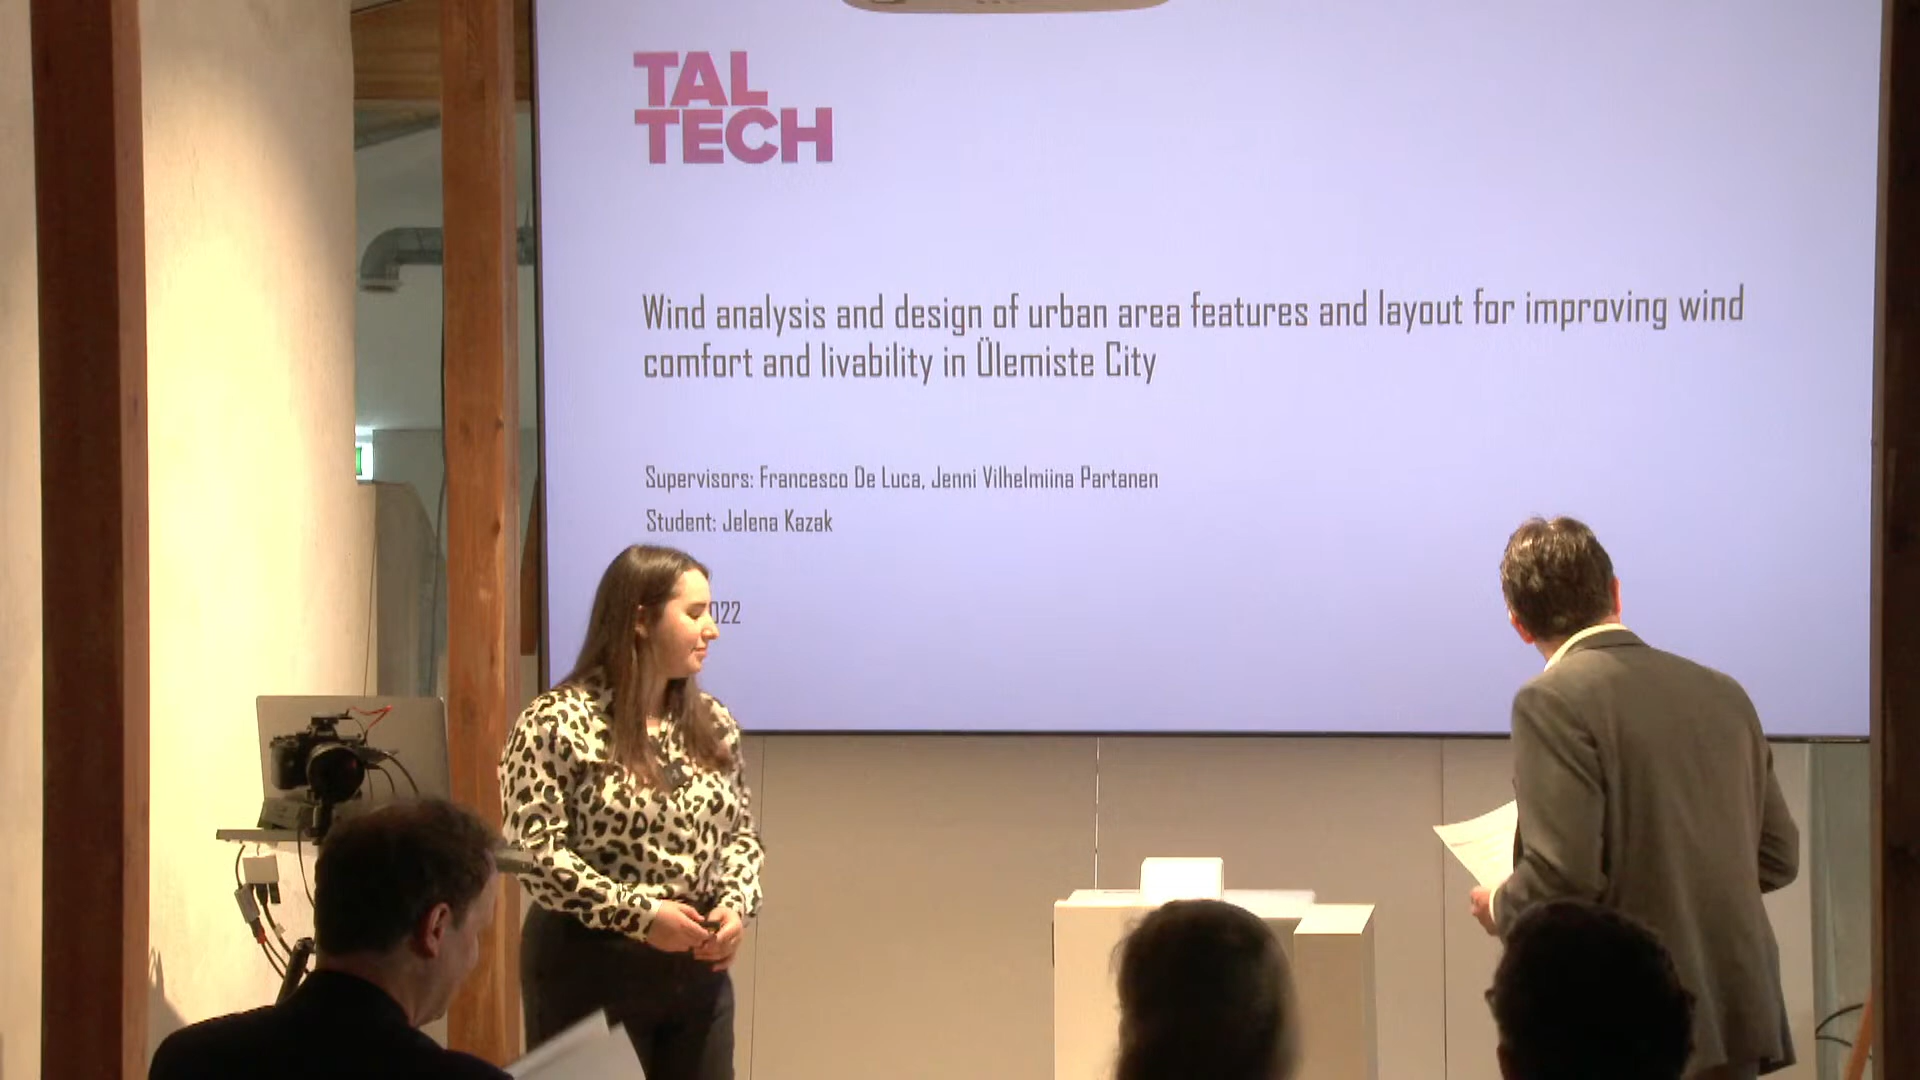 TAL
TECH
Wind analysis and design of urban area features and layout for improving wind
comfort and livability in Ülemiste City
Supervisors: Francesco De Luca, Jenni Vilhelmiina Partanen
Student: Jelena Kazak
022